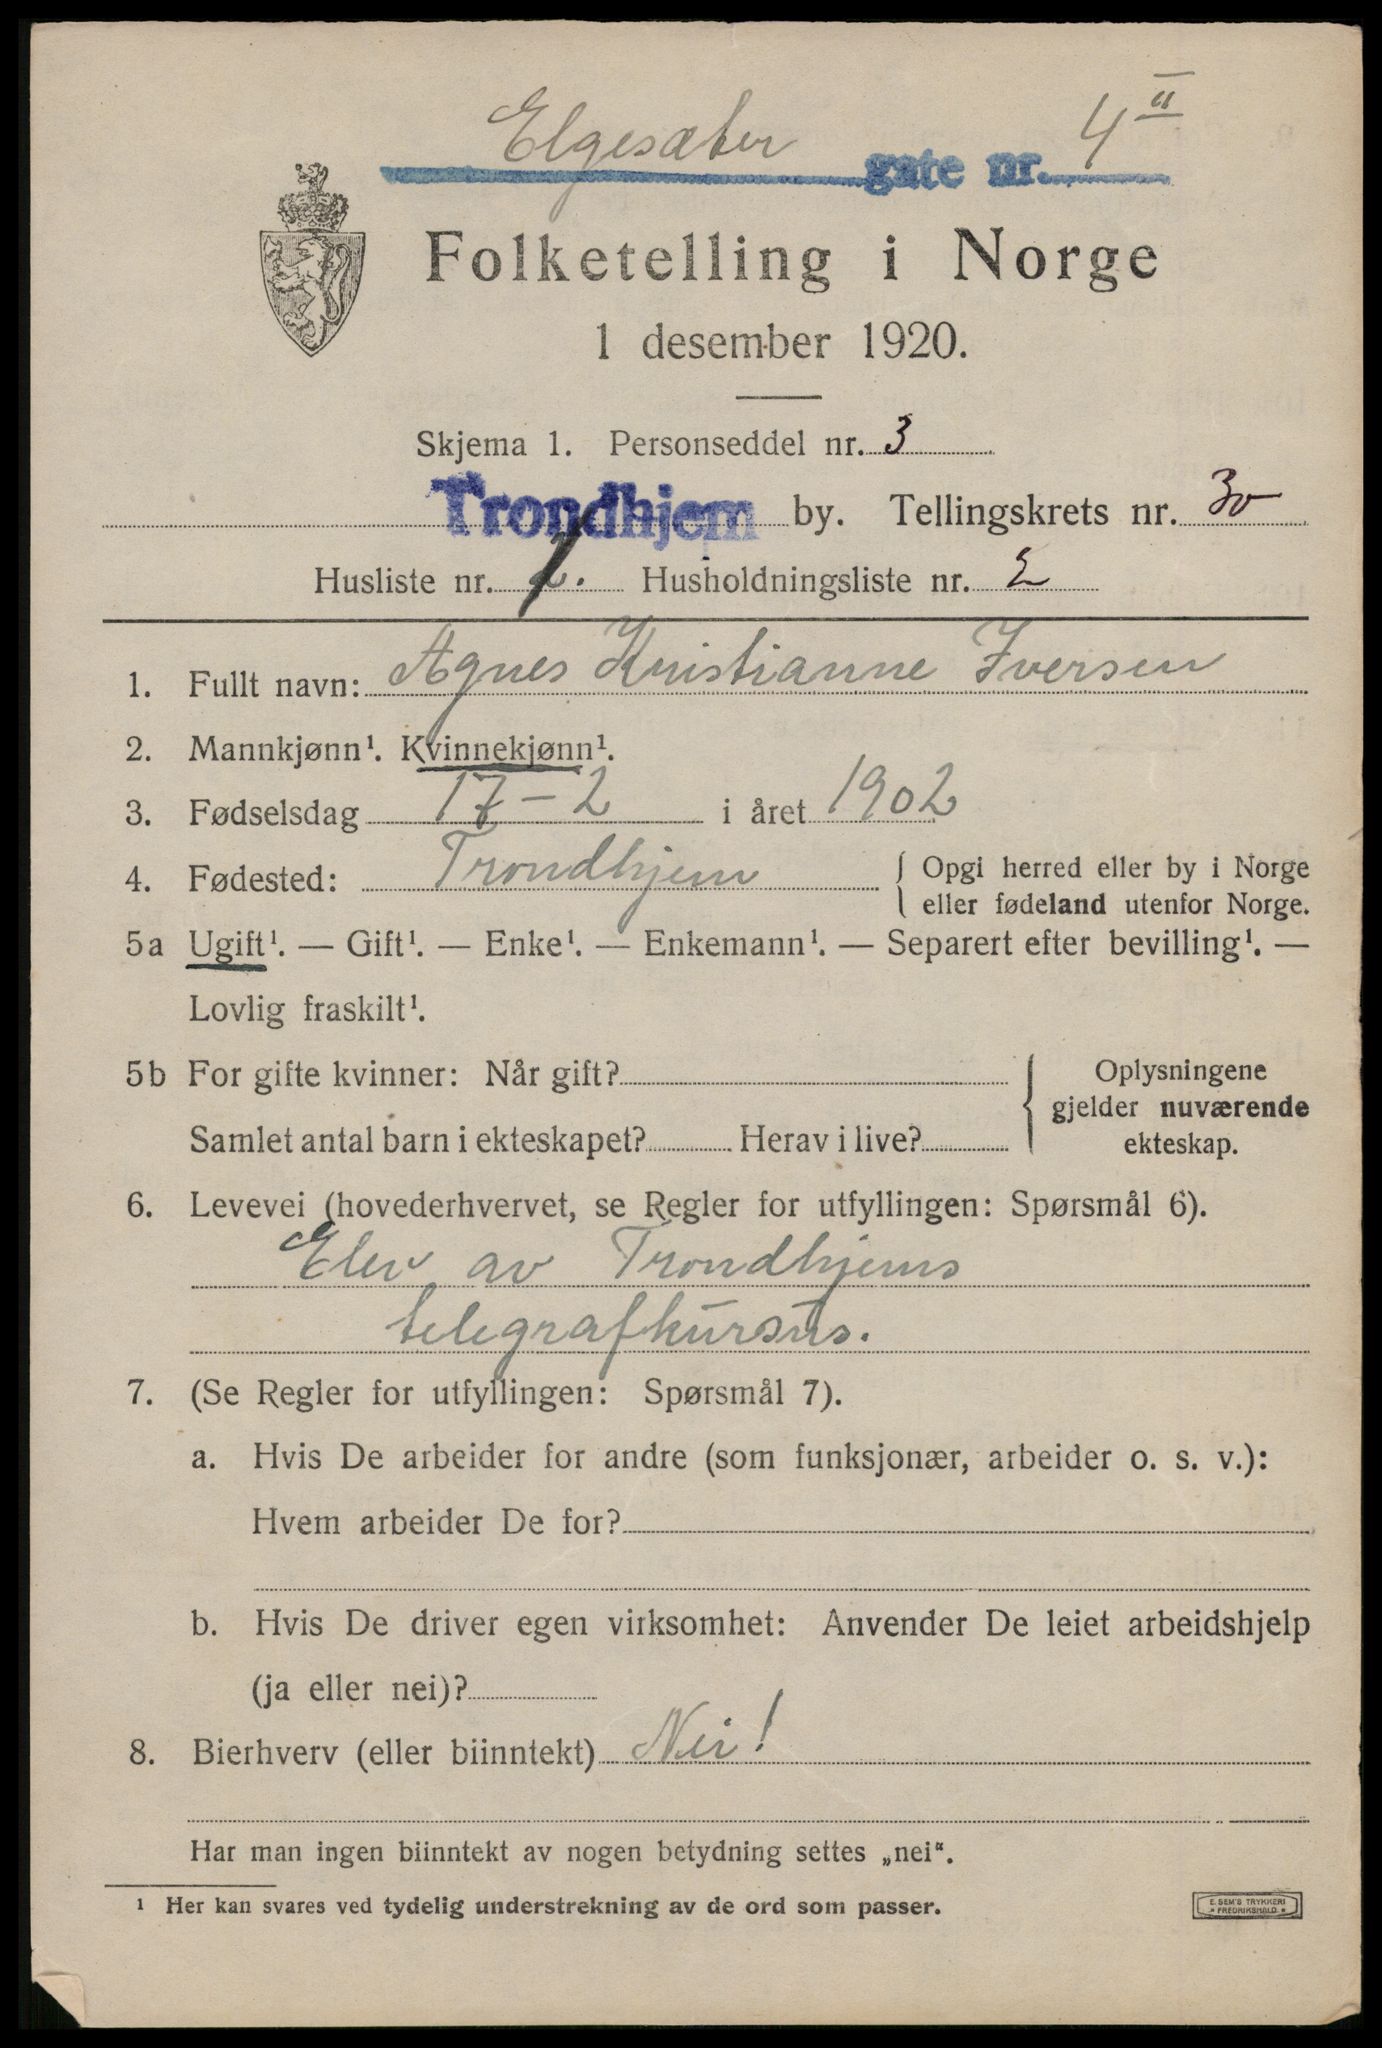 Elgesæter gate nr. 4 II
Folketelling i Norge
1 desember 1920.
Skjema 1. Personseddel nr. 3
Trondhjem by. Tellingskrets nr. 30
Husliste nr. Husholdningsliste nr. 2
1. Fullt navn: Agnes Kristianne Iversen
2. Mannkjønn¹. Kvinnekjønn¹.
3. Fødselsdag 17-2 i året 1902
4. Fødested: Trondhjem { Opgi herred eller by i Norge
eller fødeland utenfor Norge.
5a Ugift¹. — Gift¹. — Enke¹. — Enkemann¹. — Separert efter bevilling¹. —
Lovlig fraskilt¹.
5b For gifte kvinner: Når gift?
Samlet antal barn i ekteskapet? Herav i live?
{ Oplysningene
gjelder nuværende
ekteskap.
6. Levevei (hovederhvervet, se Regler for utfyllingen: Spørsmål 6).
Elev av Trondhjems
telegrafkursus.
7. (Se Regler for utfyllingen: Spørsmål 7).
a. Hvis De arbeider for andre (som funksjonær, arbeider o. s. v.):
Hvem arbeider De for?
b. Hvis De driver egen virksomhet: Anvender De leiet arbeidshjelp
(ja eller nei)?
8. Bierhverv (eller biinntekt) Nei!
Har man ingen biinntekt av nogen betydning settes „nei“.
¹ Her kan svares ved tydelig understrekning av de ord som passer.
E. SEM'S TRYKKERI
* FREDRIKSHALD *